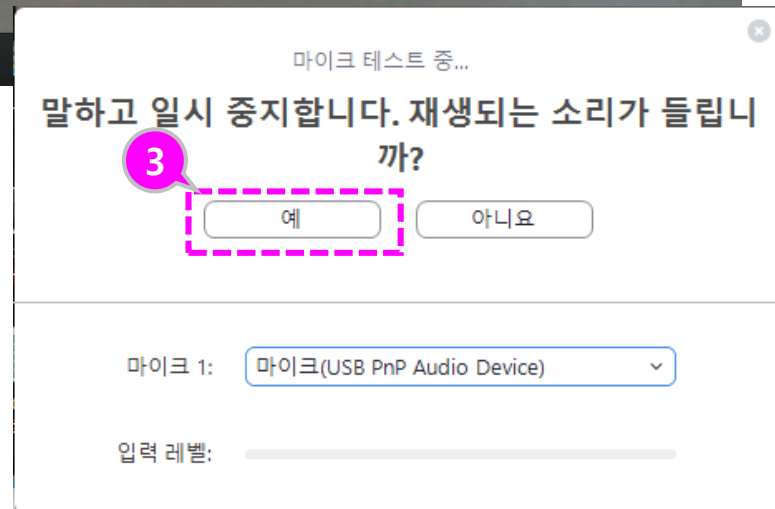 마이크 테스트 중...
말하고 일시 중지합니다. 재생되는 소리가 들립니
까?
3
예
아니요
마이크 1:
마이크(USB PnP Audio Device)
입력 레벨: